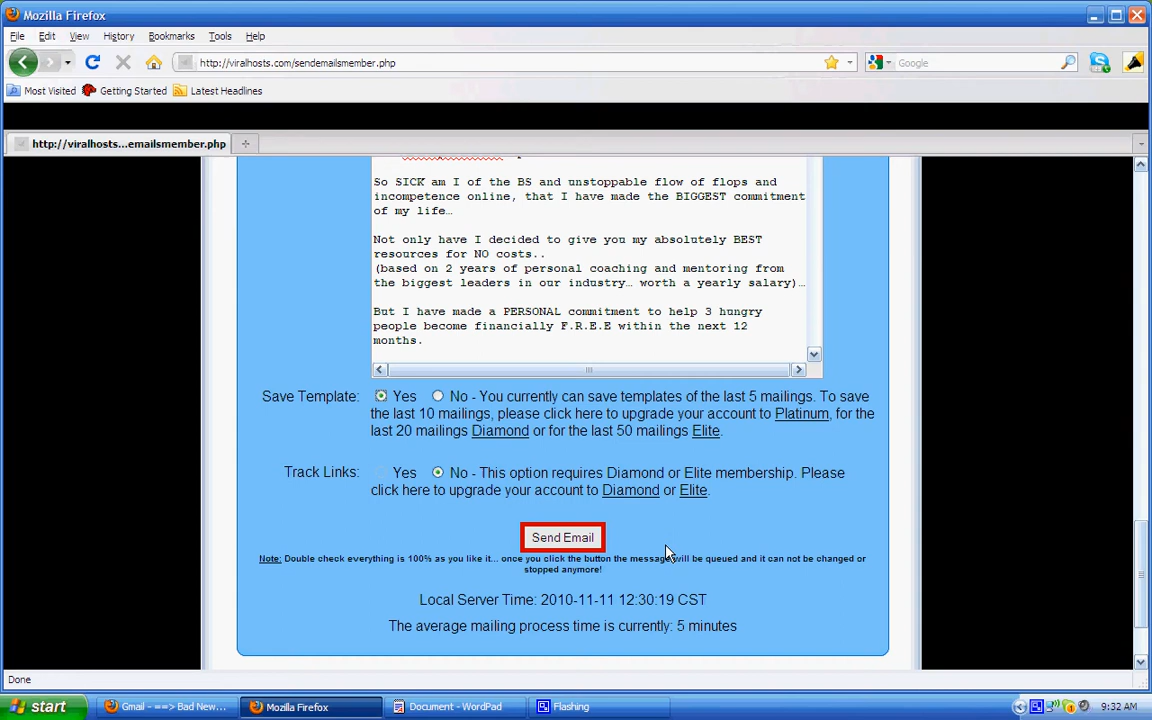 Mozilla Firefox
File Edit View History Bookmarks Tools Help
http://viralhosts.com/sendemailsmember.php
Google
Most Visited Getting Started Latest Headlines
http://viralhosts...emailsmember.php
So SICK am I of the BS and unstoppable flow of flops and
incompetence online, that I have made the BIGGEST commitment
of my life…
Not only have I decided to give you my absolutely BEST
resources for NO costs..
(based on 2 years of personal coaching and mentoring from
the biggest leaders in our industry… worth a yearly salary)…
But I have made a PERSONAL commitment to help 3 hungry
people become financially F.R.E.E within the next 12
months.
Save Template: Yes No - You currently can save templates of the last 5 mailings. To save
the last 10 mailings, please click here to upgrade your account to Platinum, for the
last 20 mailings Diamond or for the last 50 mailings Elite.
Track Links: Yes No - This option requires Diamond or Elite membership. Please
click here to upgrade your account to Diamond or Elite.
Send Email
Note: Double check everything is 100% as you like it... once you click the button the message will be queued and it can not be changed or
stopped anymore!
Local Server Time: 2010-11-11 12:30:19 CST
The average mailing process time is currently: 5 minutes
Done
start Gmail - ==> Bad New... Mozilla Firefox Document - WordPad Flashing 9:32 AM